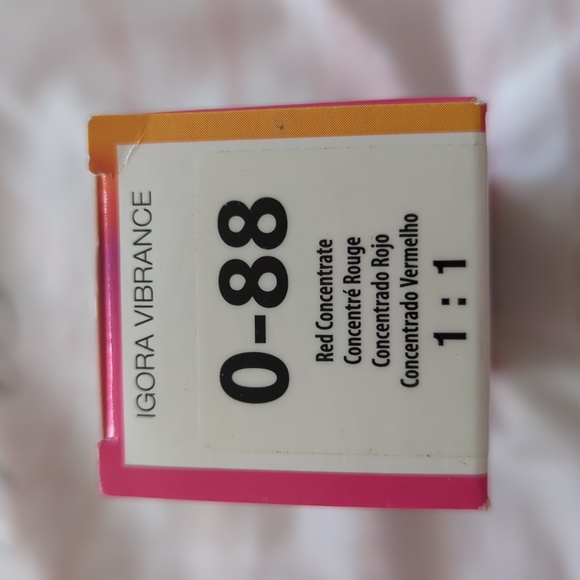 IGORA VIBRANCE
0-88
Red Concentrate
Concentré Rouge
Concentrado Rojo
Concentrado Vermelho
1 : 1